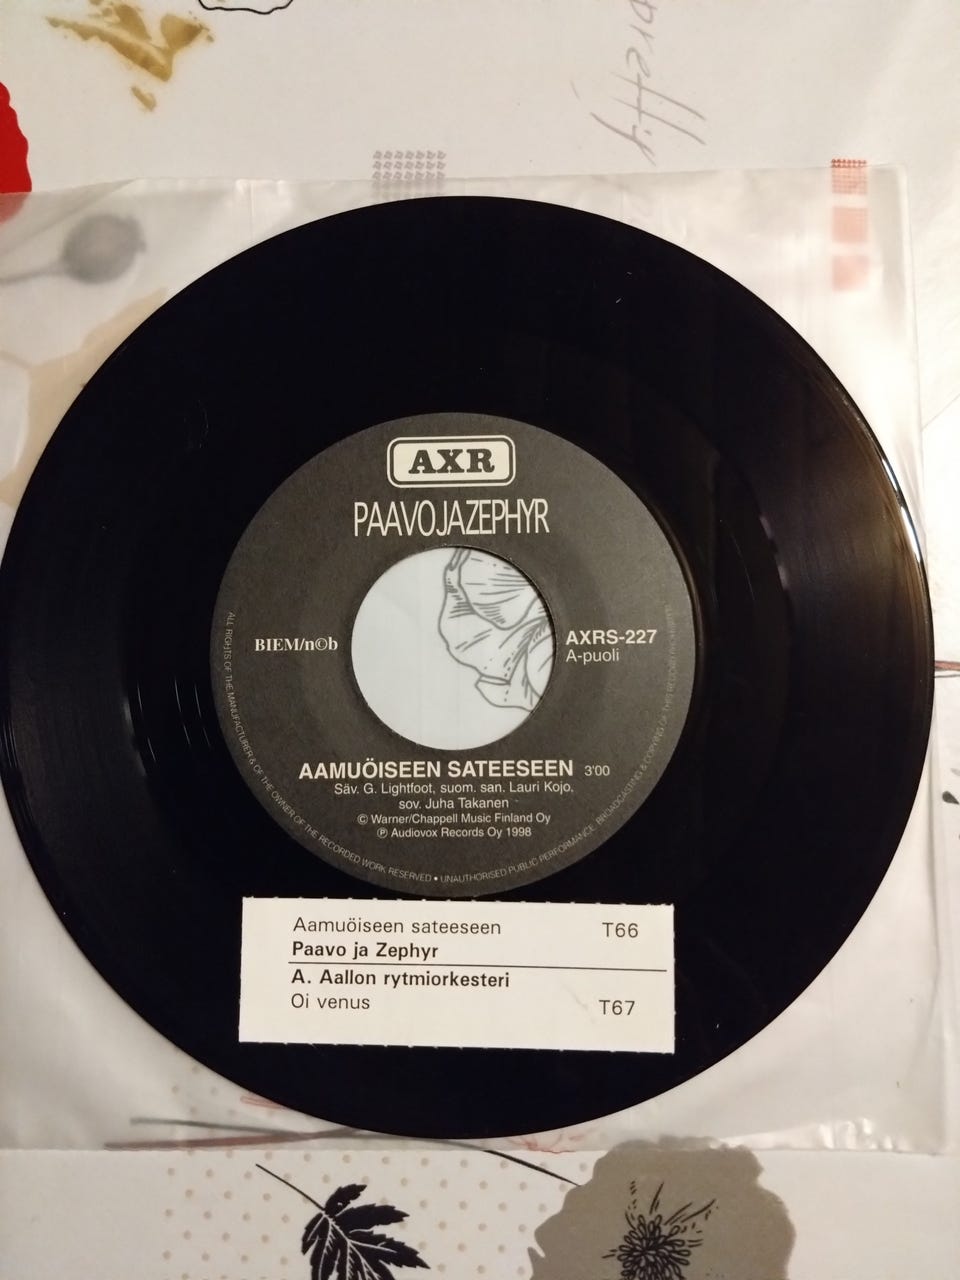 pretty
AXR
PAAVOJAZEPHYR
BIEM/n©b
AXRS-227
A-puoli
AAMUÖISEEN SATEESEEN 3'00
Säv. G. Lightfoot, suom. san. Lauri Kojo,
sov. Juha Takanen
© Warner/Chappell Music Finland Oy
℗ Audiovox Records Oy 1998
ALL RIGHTS OF THE MANUFACTURER & OF THE OWNER OF THE RECORDED WORK RESERVED • UNAUTHORISED PUBLIC PERFORMANCE, BROADCASTING & COPYING OF THIS RECORD PROHIBITED
Aamuöiseen sateeseen T66
Paavo ja Zephyr
A. Aallon rytmiorkesteri
Oi venus T67